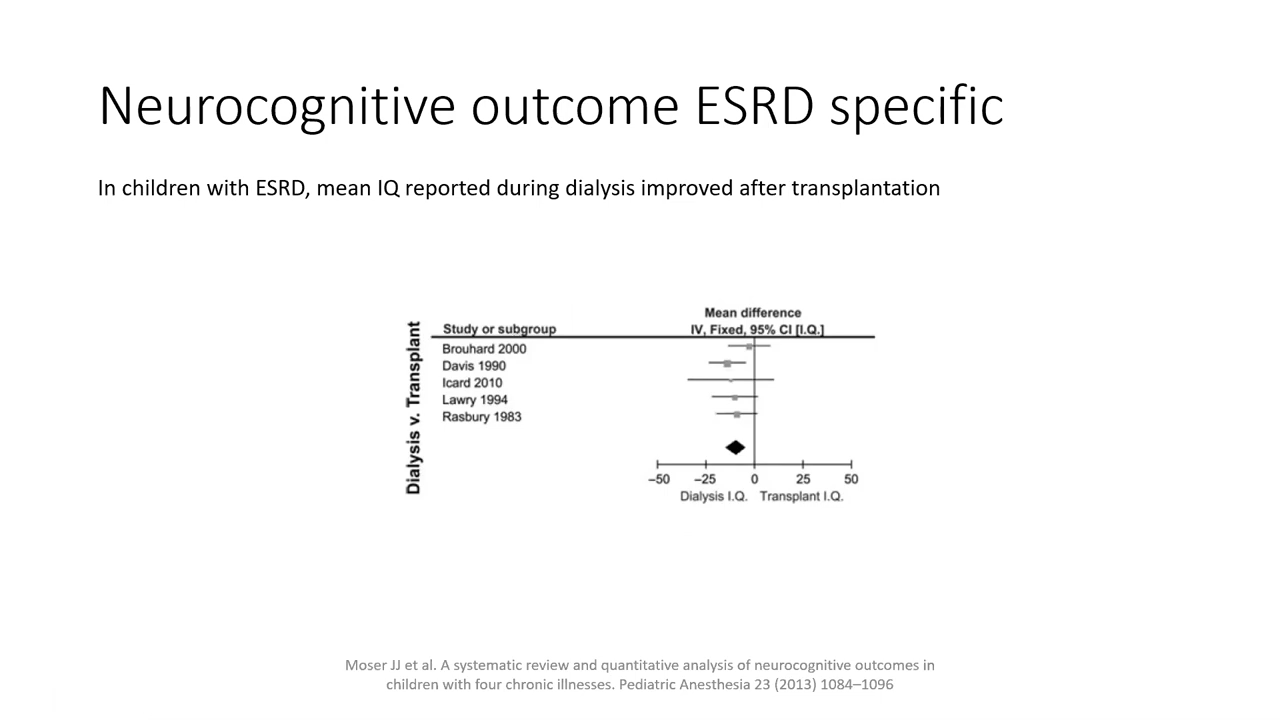 Neurocognitive outcome ESRD specific
In children with ESRD, mean IQ reported during dialysis improved after transplantation
Dialysis v. Transplant
Mean difference
Study or subgroup IV, Fixed, 95% CI [I.Q.]
Brouhard 2000
Davis 1990
Icard 2010
Lawry 1994
Rasbury 1983
−50 −25 0 25 50
Dialysis I.Q. Transplant I.Q.
Moser JJ et al. A systematic review and quantitative analysis of neurocognitive outcomes in
children with four chronic illnesses. Pediatric Anesthesia 23 (2013) 1084–1096